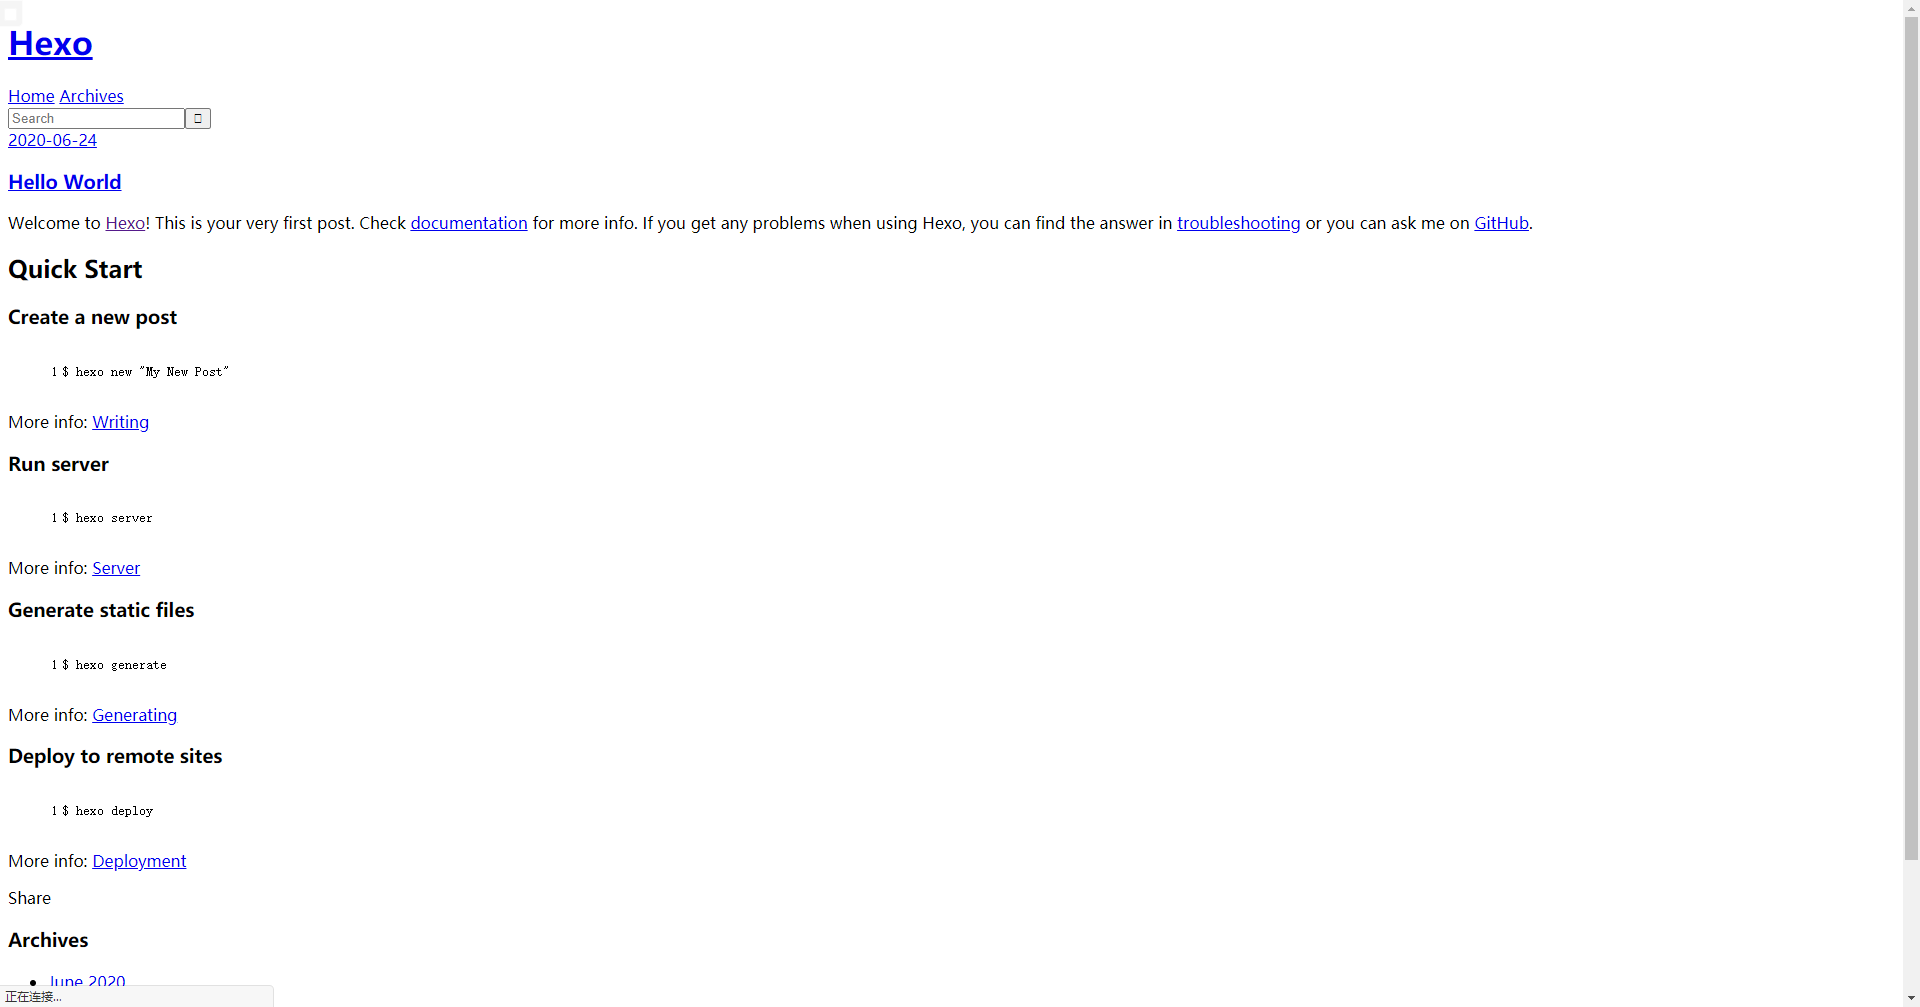 Hexo
Home Archives
Search
2020-06-24
Hello World
Welcome to Hexo! This is your very first post. Check documentation for more info. If you get any problems when using Hexo, you can find the answer in troubleshooting or you can ask me on GitHub.
Quick Start
Create a new post
1 $ hexo new "My New Post"
More info: Writing
Run server
1 $ hexo server
More info: Server
Generate static files
1 $ hexo generate
More info: Generating
Deploy to remote sites
1 $ hexo deploy
More info: Deployment
Share
Archives
June 2020
正在连接...